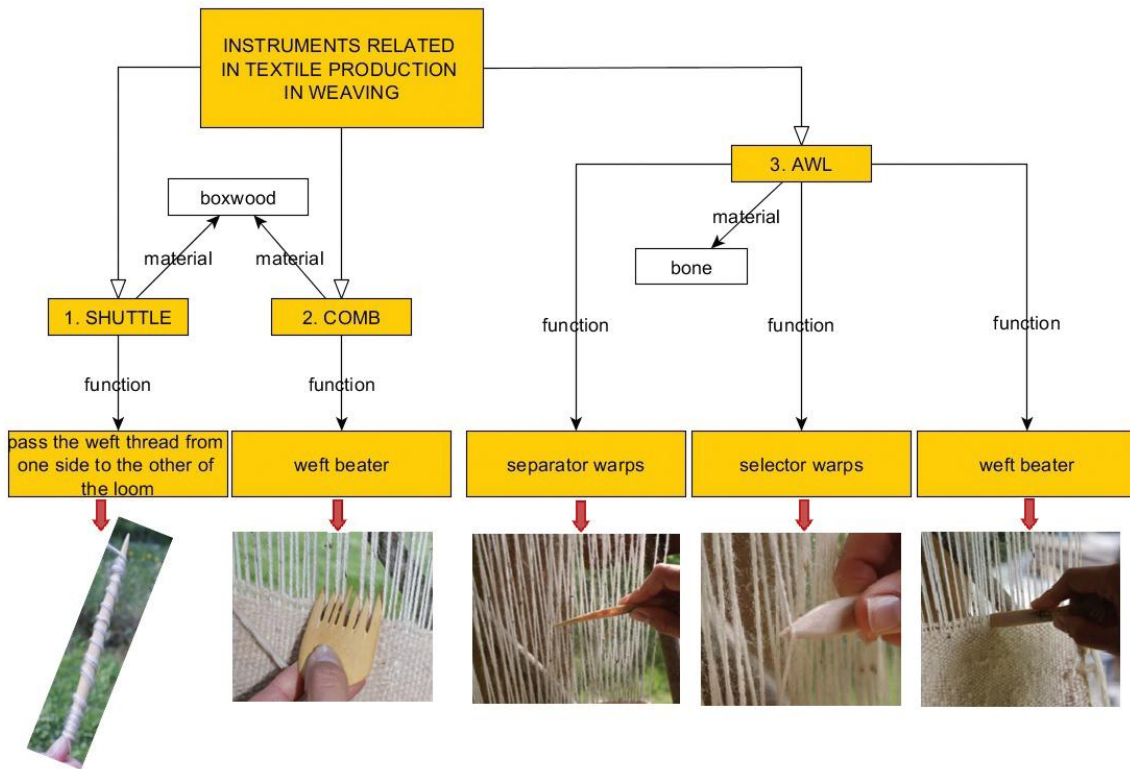 INSTRUMENTS RELATED
IN TEXTILE PRODUCTION
IN WEAVING
3. AWL
boxwood
material
material
material
bone
1. SHUTTLE
2. COMB
function
function
function
function
function
pass the weft thread from
one side to the other of
the loom
weft beater
separator warps
selector warps
weft beater